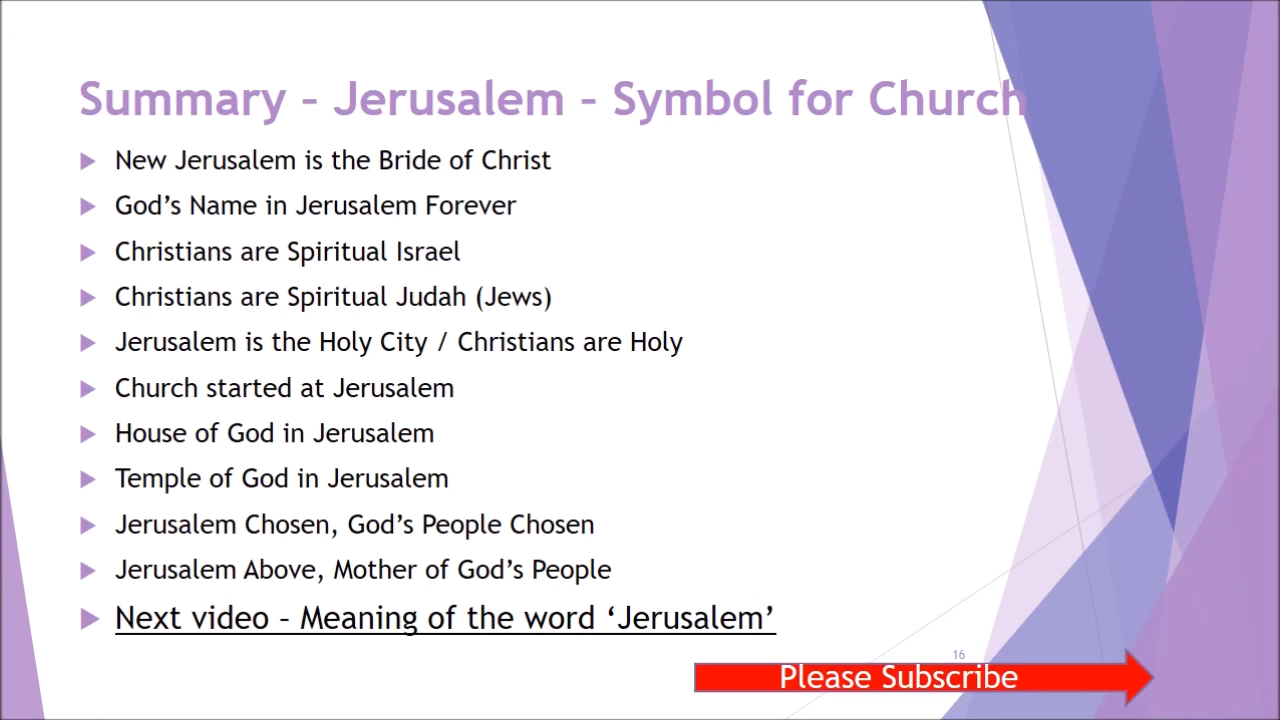 Summary – Jerusalem – Symbol for Church
New Jerusalem is the Bride of Christ
God’s Name in Jerusalem Forever
Christians are Spiritual Israel
Christians are Spiritual Judah (Jews)
Jerusalem is the Holy City / Christians are Holy
Church started at Jerusalem
House of God in Jerusalem
Temple of God in Jerusalem
Jerusalem Chosen, God’s People Chosen
Jerusalem Above, Mother of God’s People
Next video – Meaning of the word ‘Jerusalem’
16
Please Subscribe